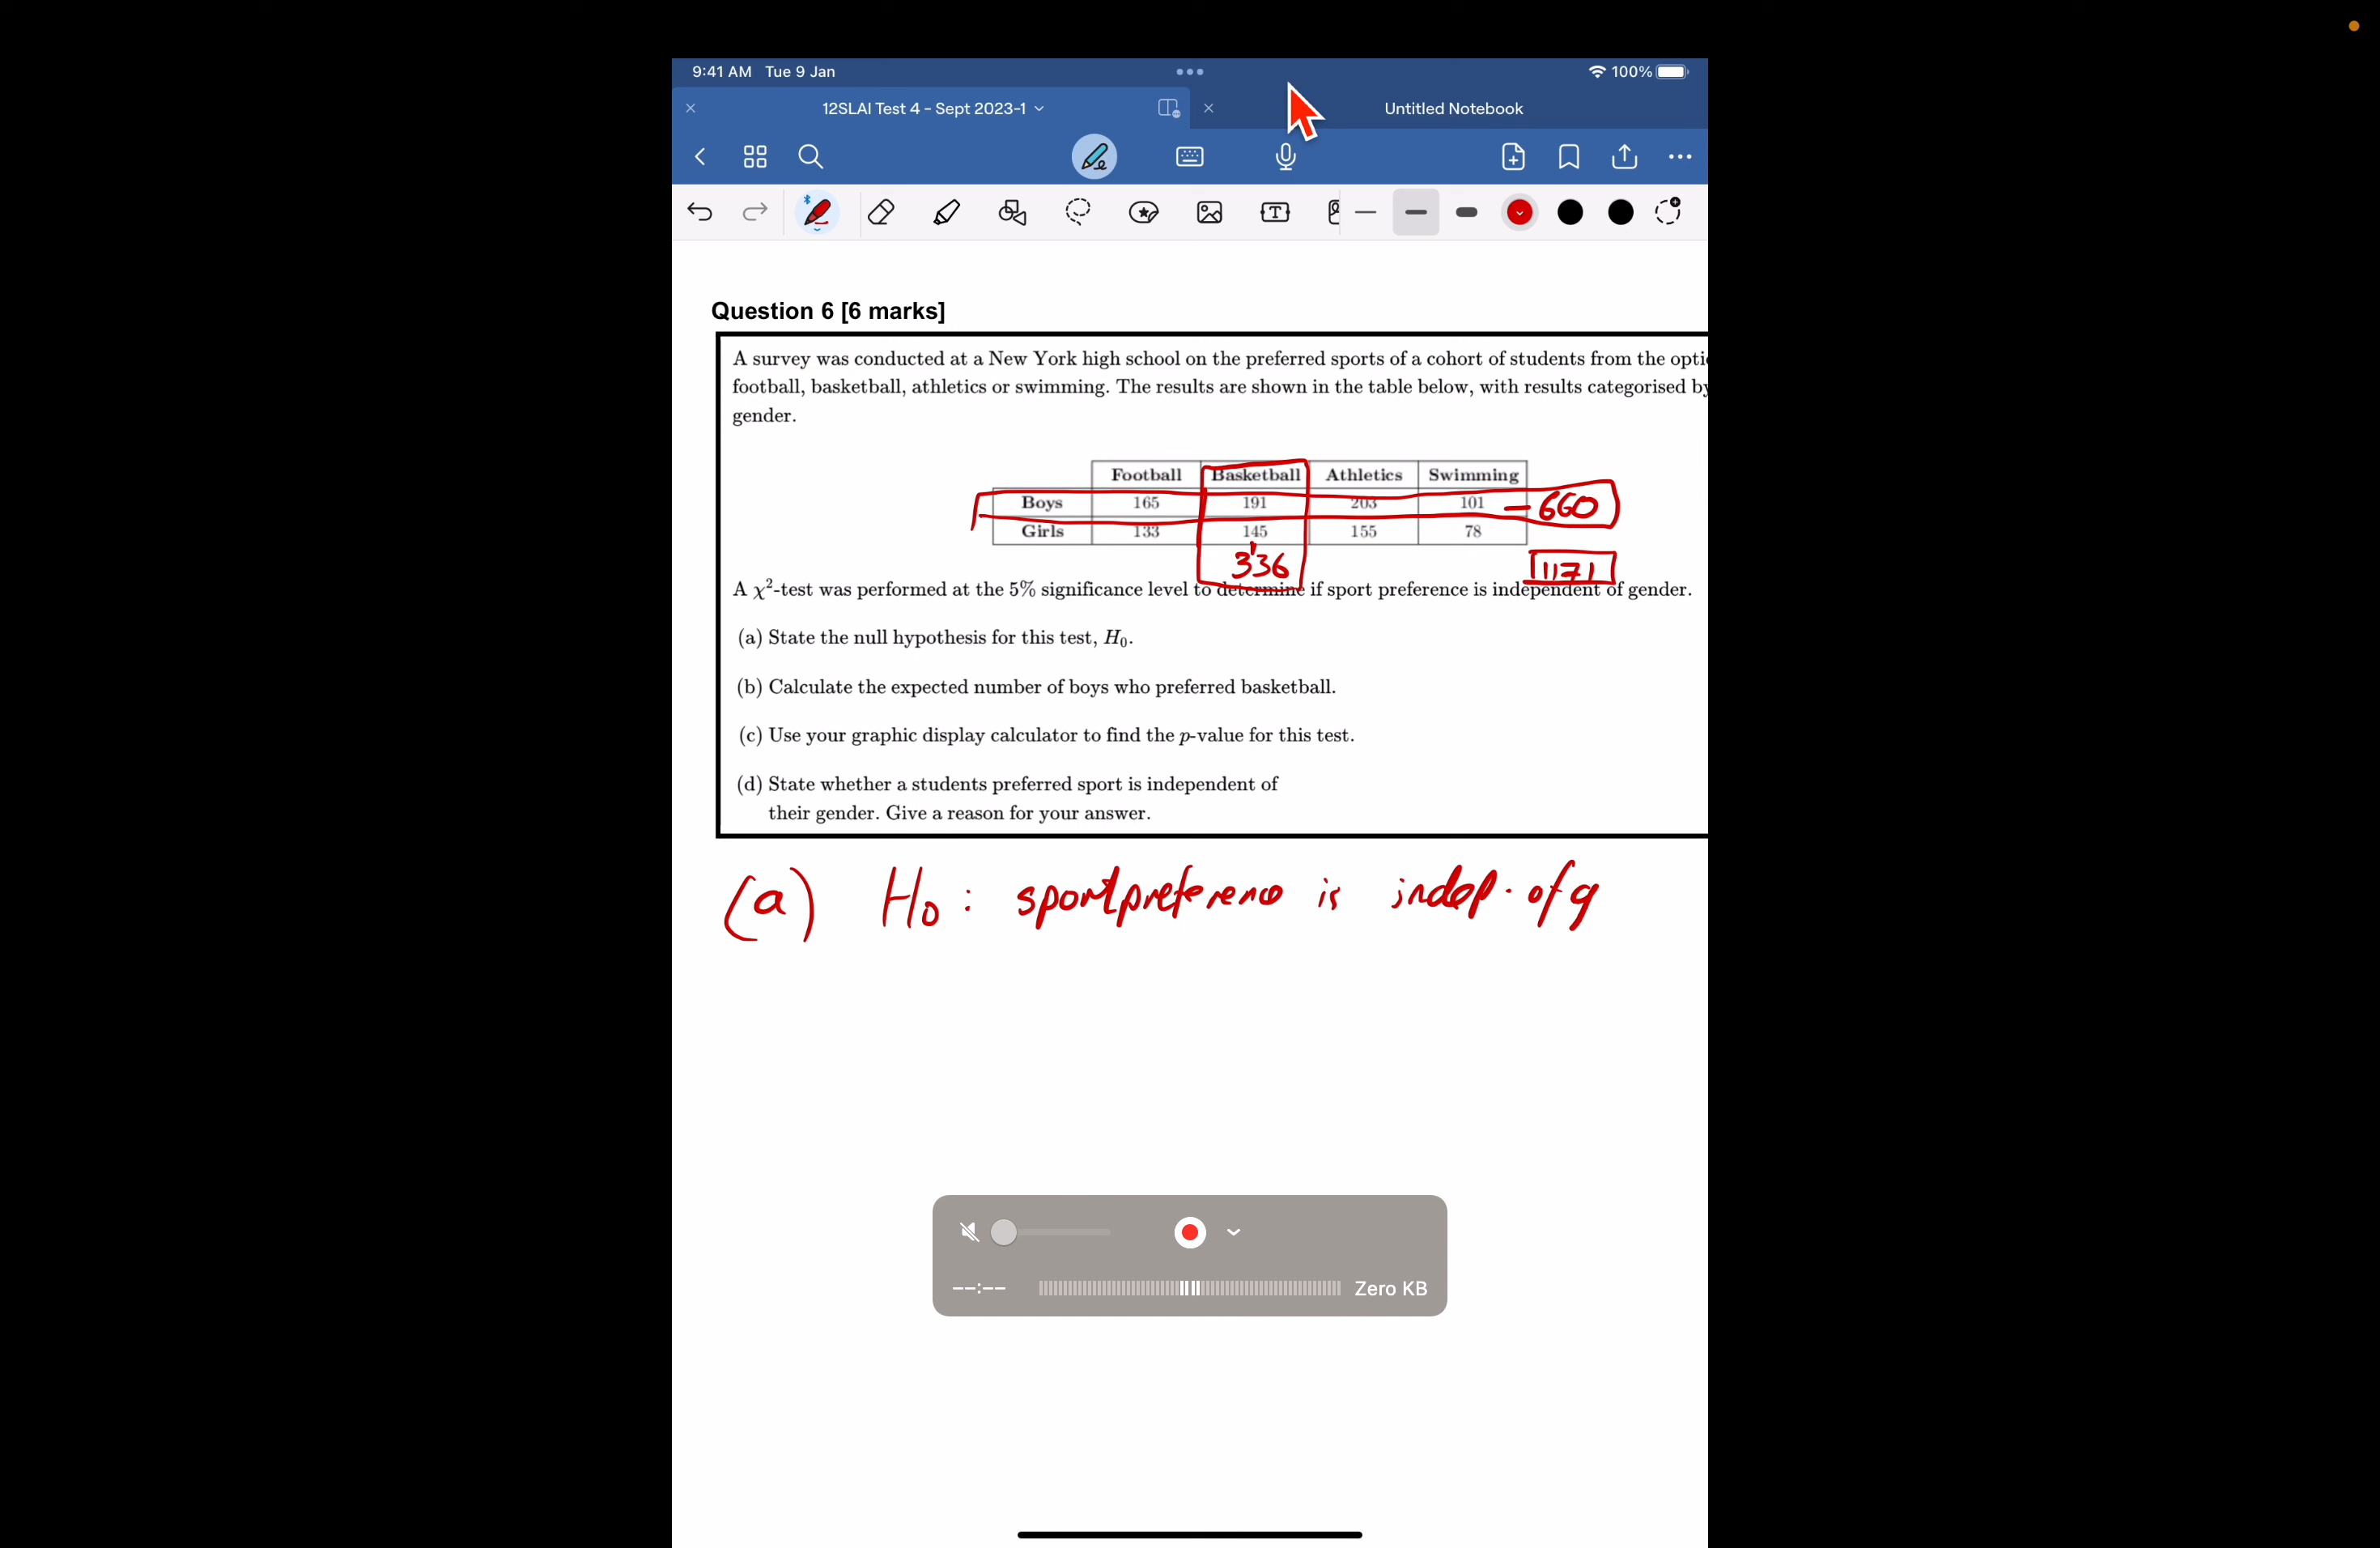 9:41 AM Tue 9 Jan 100%
12SLAI Test 4 - Sept 2023-1 Untitled Notebook
Question 6 [6 marks]
A survey was conducted at a New York high school on the preferred sports of a cohort of students from the opti
football, basketball, athletics or swimming. The results are shown in the table below, with results categorised by
gender.
Football Basketball Athletics Swimming
Boys 165 191 203 101 — 660
Girls 133 145 155 78
336 1171
A χ²-test was performed at the 5% significance level to determine if sport preference is independent of gender.
(a) State the null hypothesis for this test, H₀.
(b) Calculate the expected number of boys who preferred basketball.
(c) Use your graphic display calculator to find the p-value for this test.
(d) State whether a students preferred sport is independent of
their gender. Give a reason for your answer.
(a) H₀ : sport preference is indep. of g
--:-- Zero KB